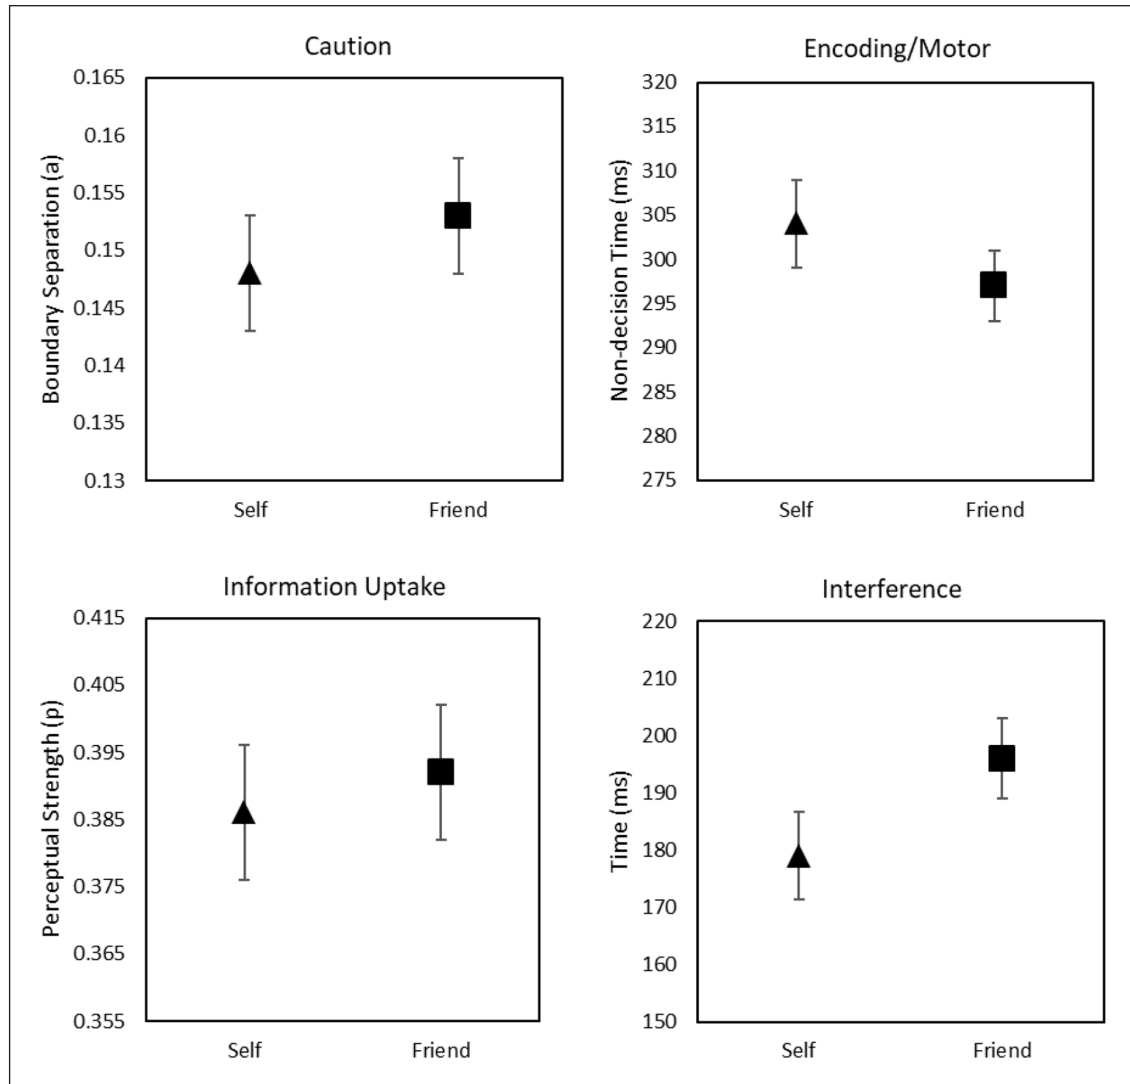 Caution
Boundary Separation (a)
0.165
0.16
0.155
0.15
0.145
0.14
0.135
0.13
Self Friend
Encoding/Motor
Non-decision Time (ms)
320
315
310
305
300
295
290
285
280
275
Self Friend
Information Uptake
Perceptual Strength (p)
0.415
0.405
0.395
0.385
0.375
0.365
0.355
Self Friend
Interference
Time (ms)
220
210
200
190
180
170
160
150
Self Friend